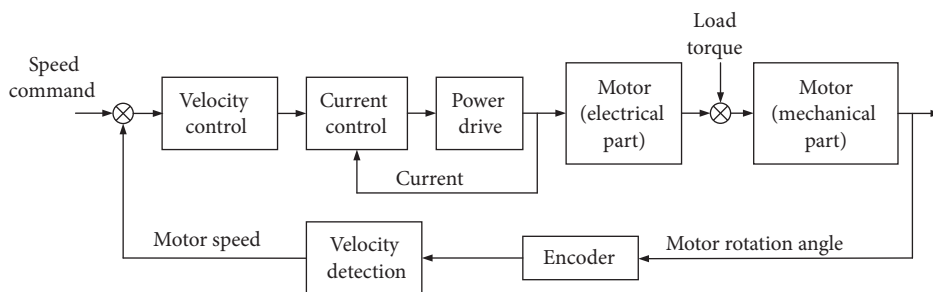 Speed
command
Velocity
control
Current
control
Power
drive
Motor
(electrical
part)
Load
torque
Motor
(mechanical
part)
Current
Motor speed
Velocity
detection
Encoder
Motor rotation angle